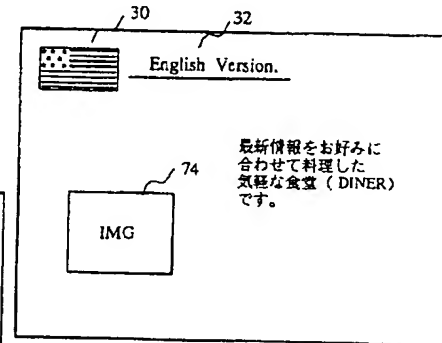 30
32
English Version.
最新情報をお好みに
合わせて料理した
気軽な食堂 ( DINER )
です。
74
IMG